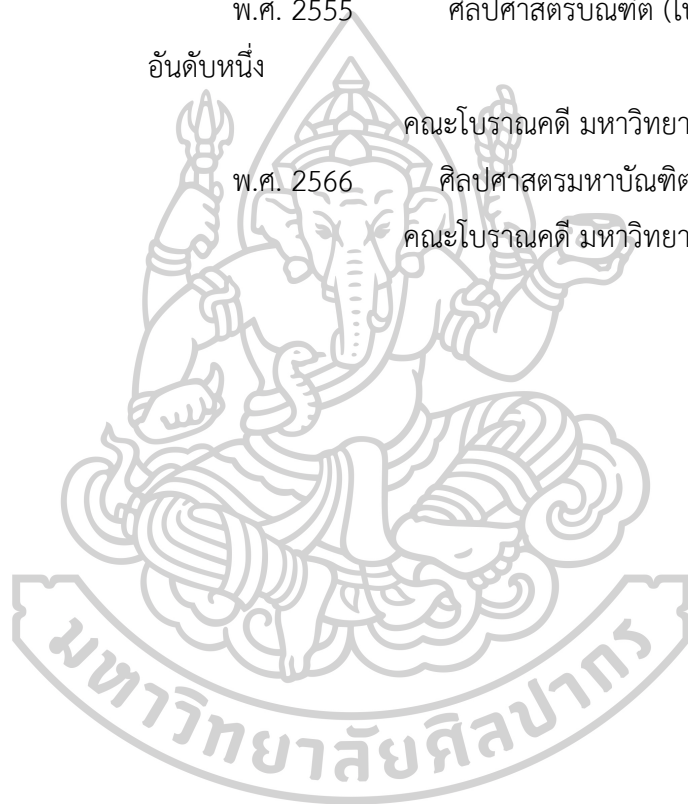 พ.ศ. 2555 ศิลปศาสตรบัณฑิต
อันดับหนึ่ง
คณะโบราณคดี
พ.ศ. 2566 ศิลปศาสตรมหาบัณฑิต
คณะโบราณคดี
มหาวิทยาลัยศิลปากร